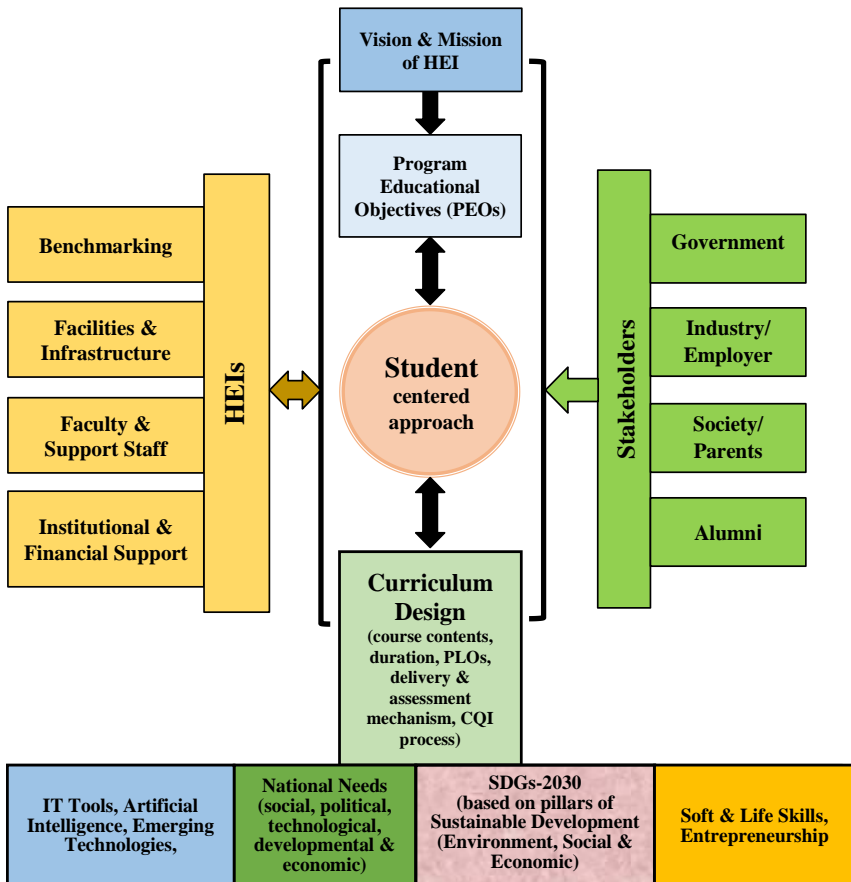 Vision & Mission
of HEI
Program
Educational
Objectives (PEOs)
Benchmarking
Facilities &
Infrastructure
Faculty &
Support Staff
Institutional &
Financial Support
HEIs
Student
centered
approach
Stakeholders
Government
Industry/
Employer
Society/
Parents
Alumni
Curriculum
Design
(course contents,
duration, PLOs,
delivery &
assessment
mechanism, CQI
process)
IT Tools, Artificial
Intelligence, Emerging
Technologies,
National Needs
(social, political,
technological,
developmental &
economic)
SDGs-2030
(based on pillars of
Sustainable Development
(Environment, Social &
Economic)
Soft & Life Skills,
Entrepreneurship